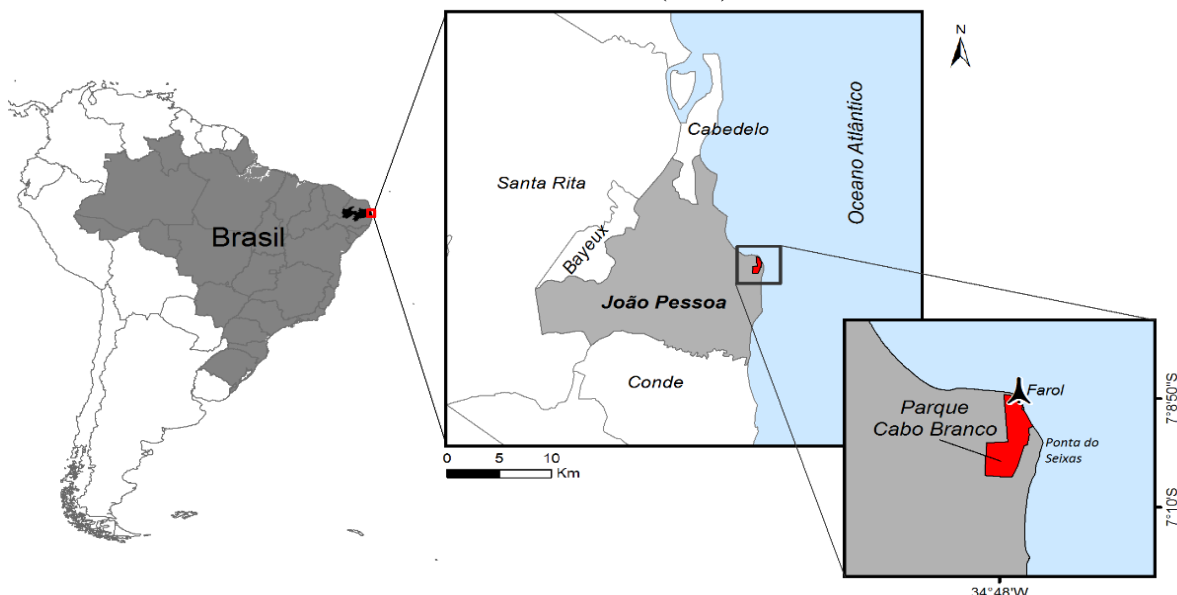 N
Brasil
Cabedelo
Santa Rita
Bayeux
João Pessoa
Conde
Oceano Atlântico
0 5 10
Km
Farol
Parque
Cabo Branco
Ponta do
Seixas
7°8'50"S
7°10'S
34°48'W